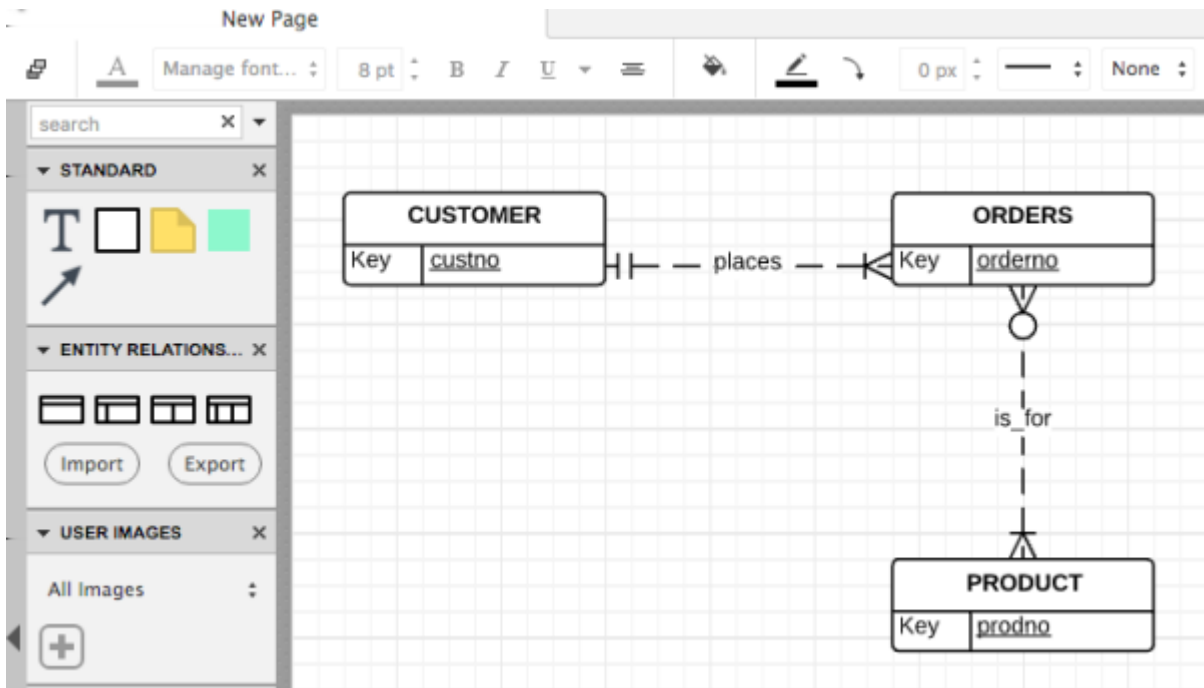 New Page
A Manage font... 8 pt B I U 0 px None
search
STANDARD
T
ENTITY RELATIONS...
Import Export
USER IMAGES
All Images
CUSTOMER
Key custno
places
ORDERS
Key orderno
is_for
PRODUCT
Key prodno